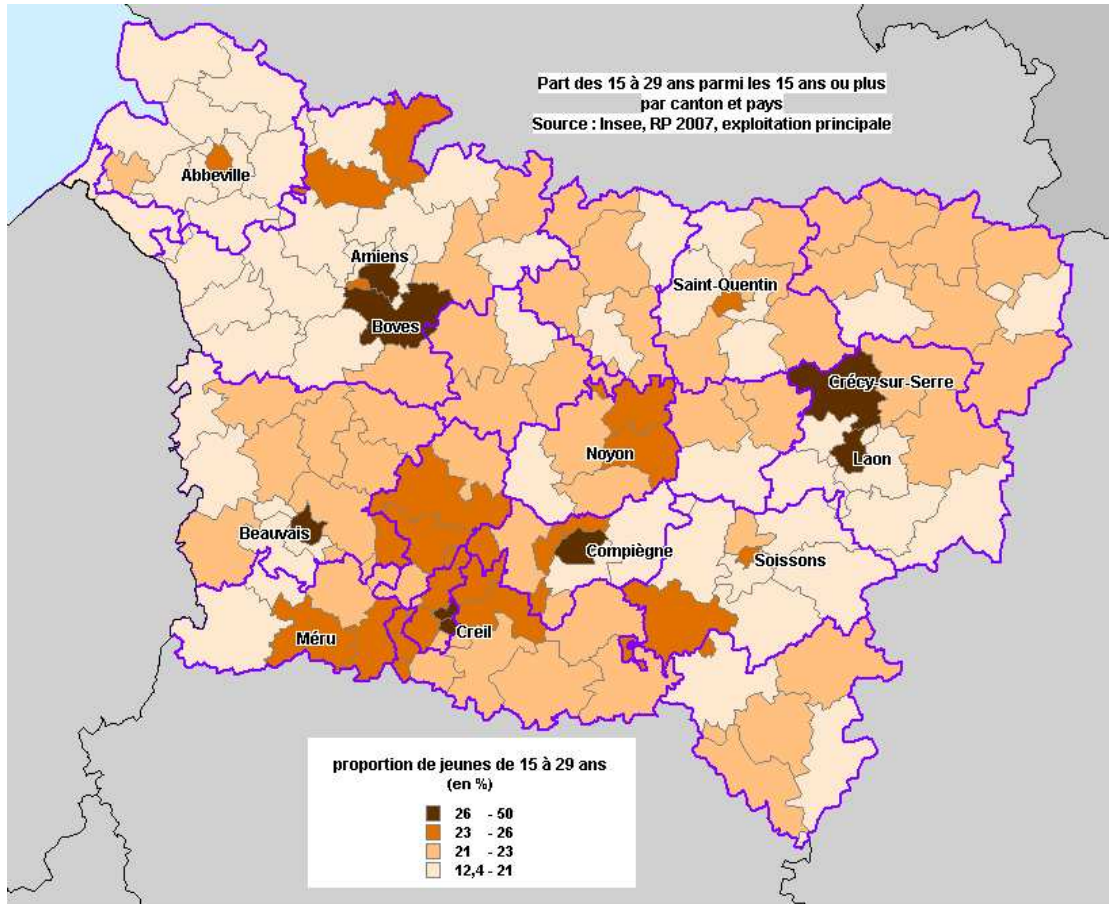 Part des 15 à 29 ans parmi les 15 ans ou plus
par canton et pays
Source : Insee, RP 2007, exploitation principale
Abbeville
Amiens
Saint-Quentin
Boves
Crécy-sur-Serre
Noyon
Laon
Beauvais
Compiègne
Soissons
Méru
Creil
proportion de jeunes de 15 à 29 ans
(en %)
26 - 50
23 - 26
21 - 23
12,4 - 21